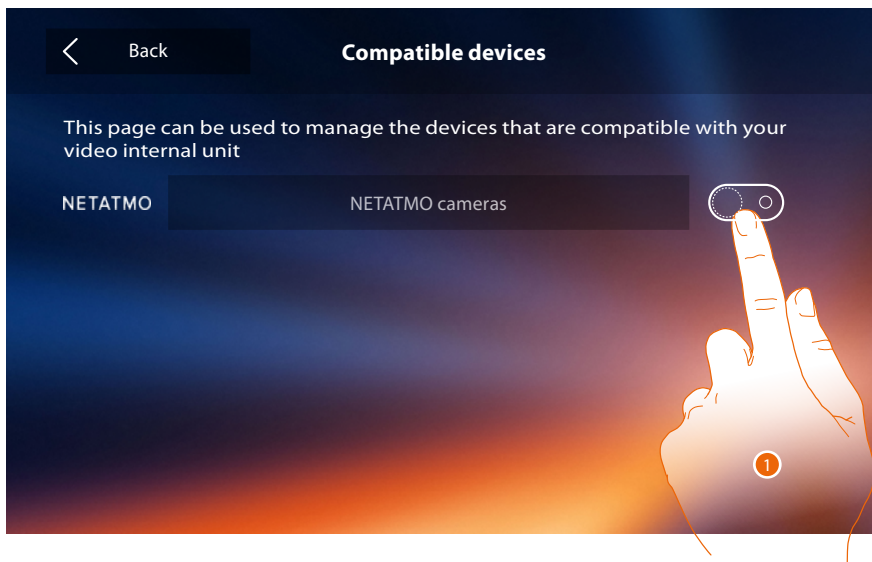 Back
Compatible devices
This page can be used to manage the devices that are compatible with your
video internal unit
NETATMO
NETATMO cameras
1